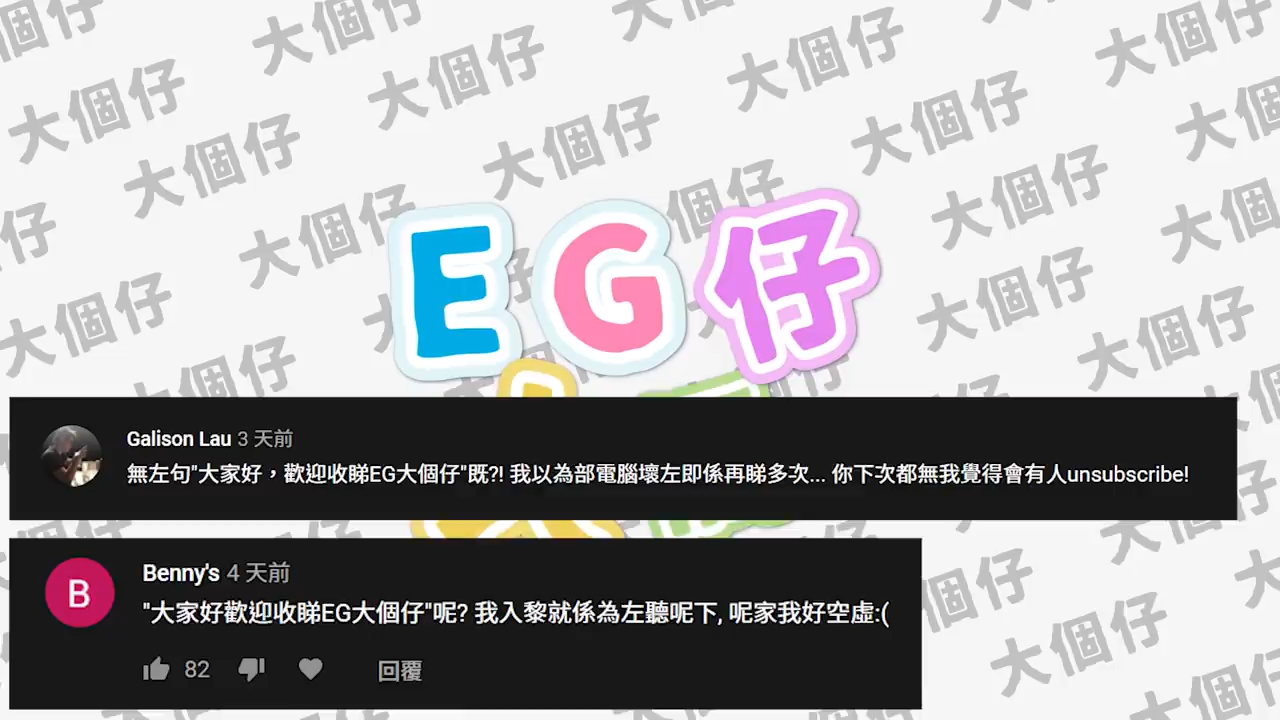 大個仔
EG仔
Galison Lau 3 天前
無左句"大家好，歡迎收睇EG大個仔"既?! 我以為部電腦壞左即係再睇多次... 你下次都無我覺得會有人unsubscribe!
Benny's 4 天前
"大家好歡迎收睇EG大個仔"呢? 我入黎就係為左聽呢下, 呢家我好空虛:(
B
82
回覆